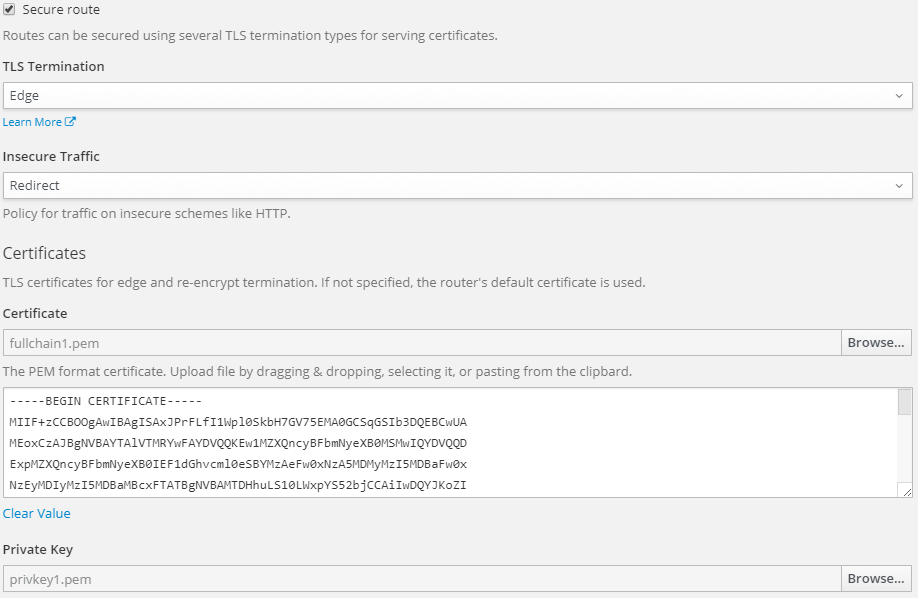 Secure route
Routes can be secured using several TLS termination types for serving certificates.
TLS Termination
Edge
Learn More
Insecure Traffic
Redirect
Policy for traffic on insecure schemes like HTTP.
Certificates
TLS certificates for edge and re-encrypt termination. If not specified, the router's default certificate is used.
Certificate
fullchain1.pem
Browse...
The PEM format certificate. Upload file by dragging & dropping, selecting it, or pasting from the clipbard.
-----BEGIN CERTIFICATE-----
MIIF+zCCBOOgAwIBAgISAxJPrFLfI1Wpl0SkbH7GV75EMA0GCSqGSIb3DQEBCwUA
MEoxCzAJBgNVBAYTAlVTMRYwFAYDVQQKEw1MZXQncyBFbmNyeXB0MSMwIQYDVQQD
ExpMZXQncyBFbmNyeXB0IEF1dGhvcml0eSBYMzAeFw0xNzA5MDMyMzI5MDBaFw0x
NzEyMDIyMzI5MDBaMBcxFTATBgNVBAMTDHhuLS10LWxpYS52bjCCAiIwDQYJKoZI
Clear Value
Private Key
privkey1.pem
Browse...